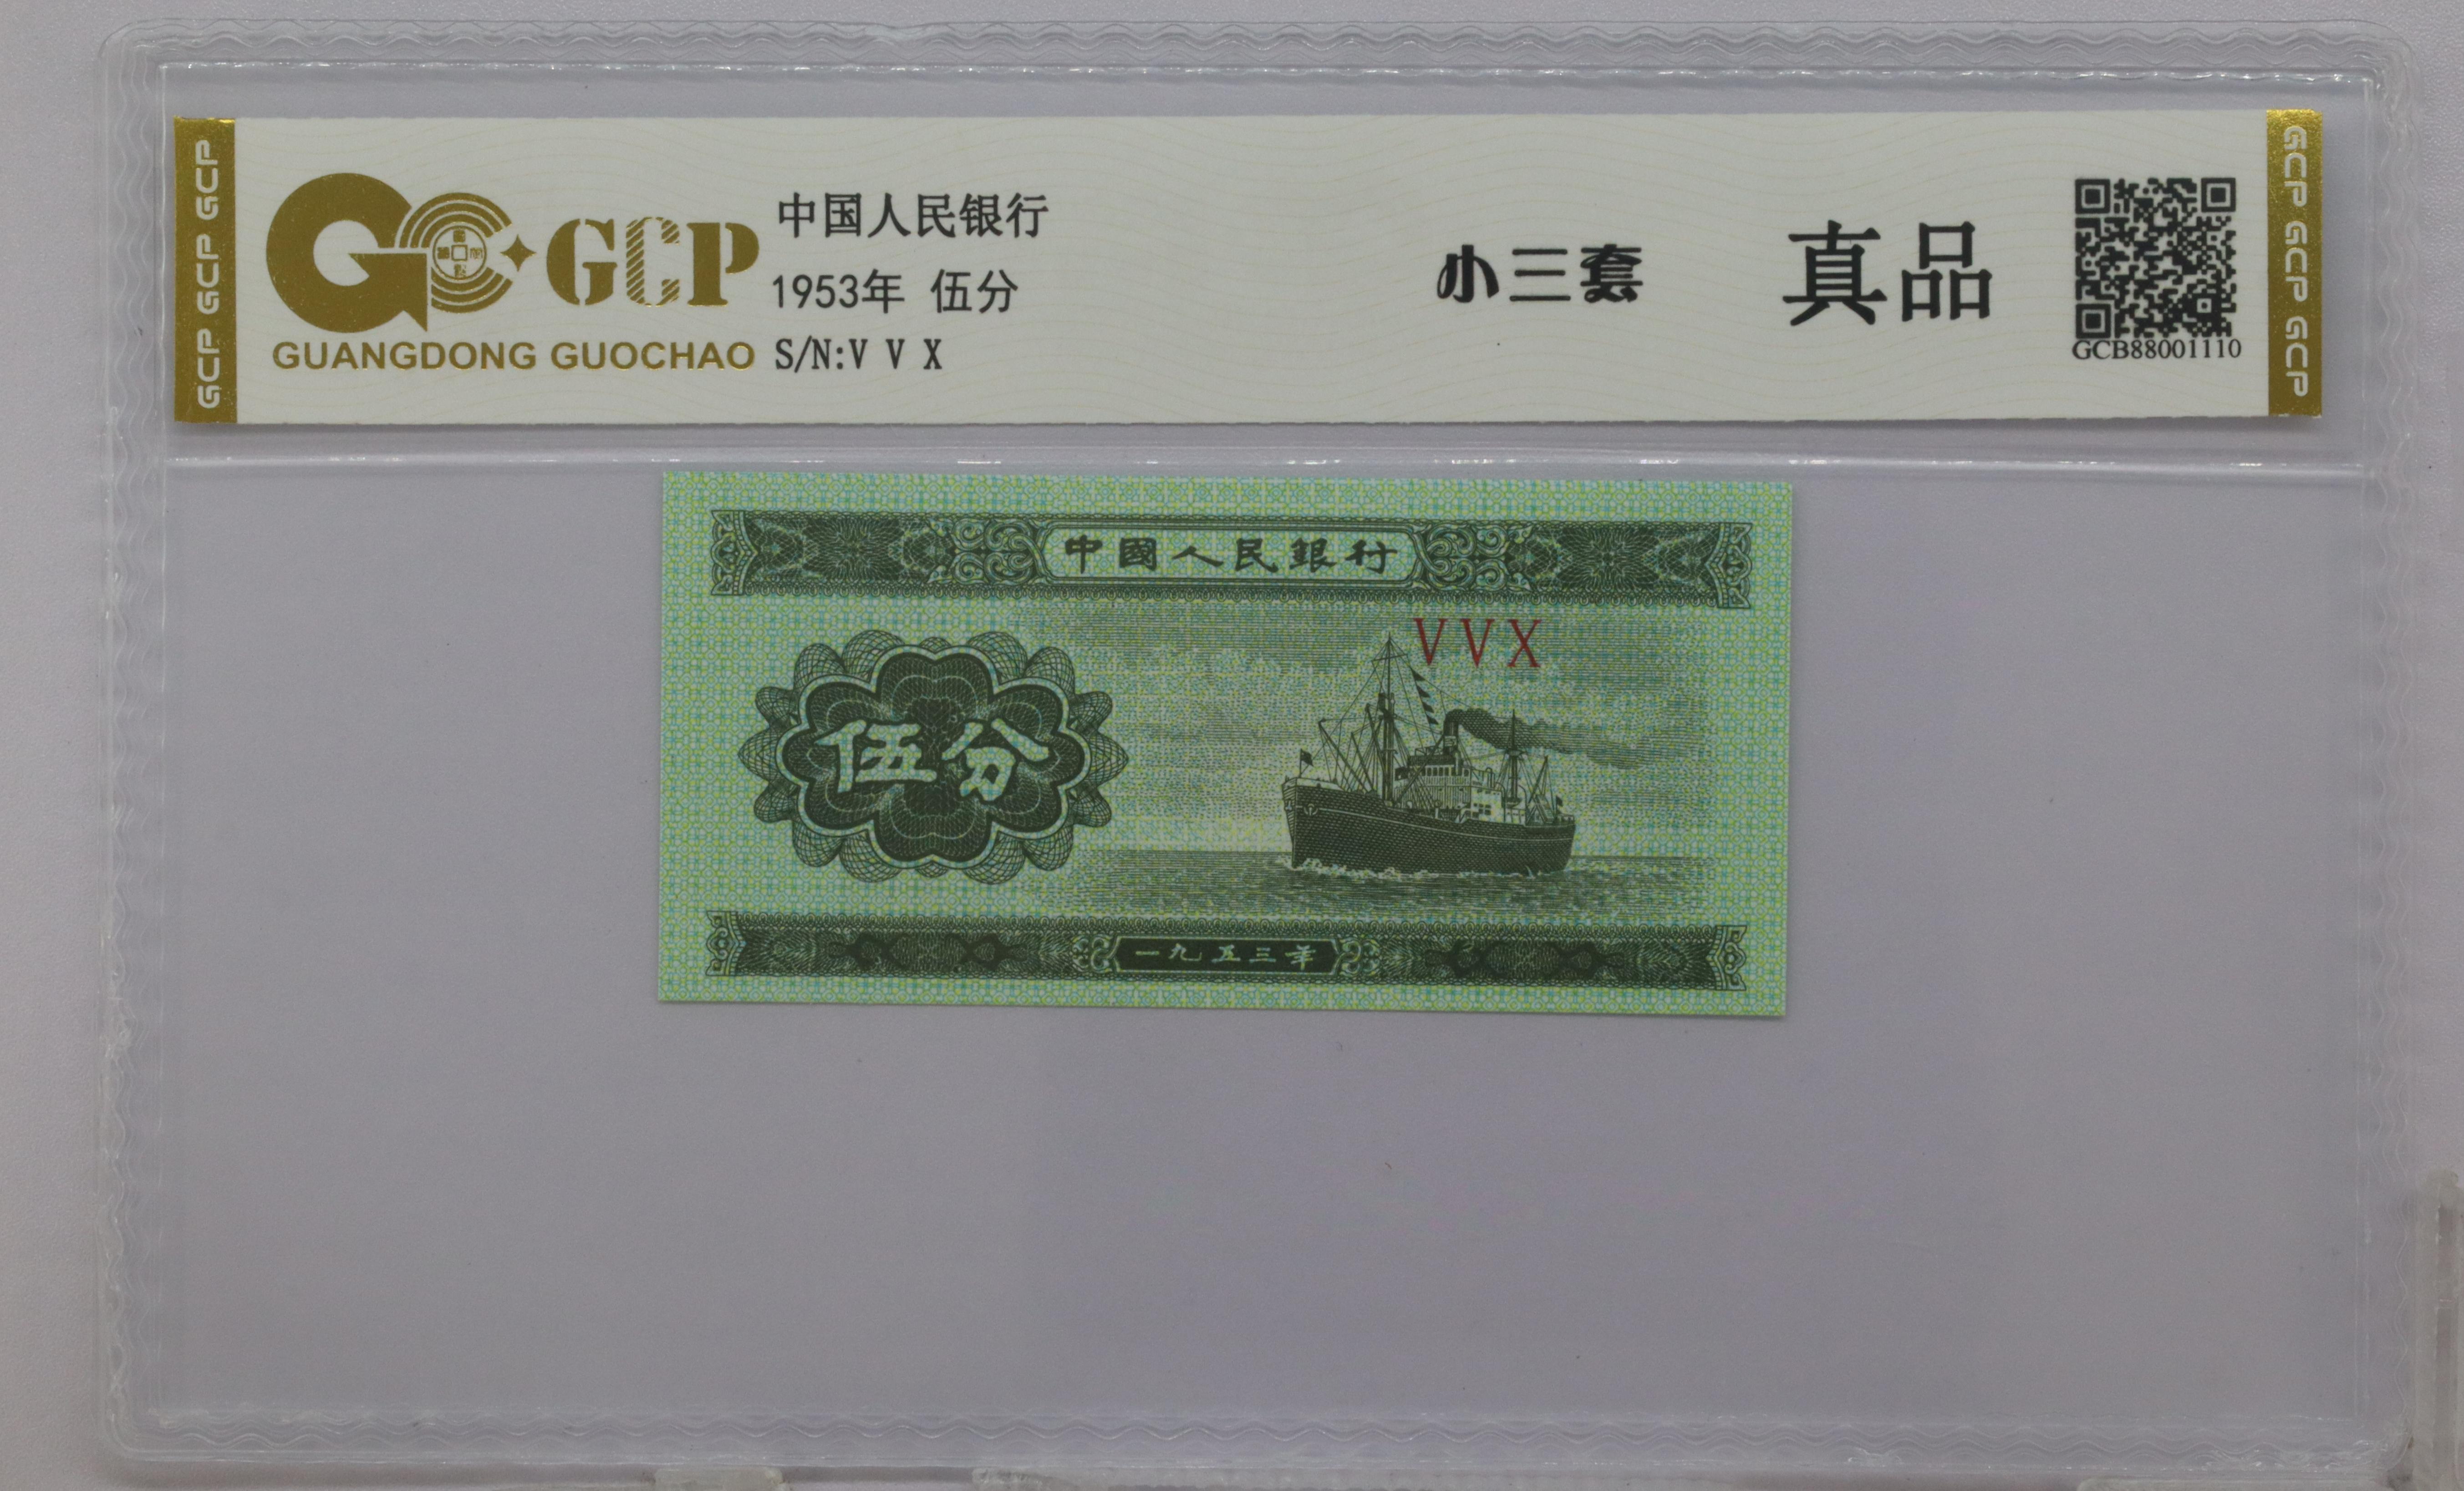 GCP GCP GCP
GCP
GUANGDONG GUOCHAO
中国人民银行
1953年 伍分
S/N:V V X
小三套
真品
GCB88001110
GCP GCP GCP
中國人民銀行
V V X
伍分
一九五三年